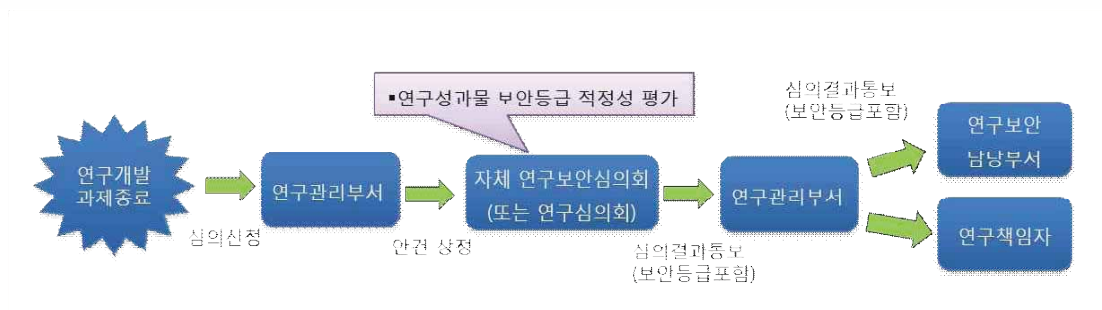 ▪연구성과물 보안등급 적정성 평가
연구개발
과제종료
심의신청
연구관리부서
안건 상정
자체 연구보안심의회
(또는 연구심의회)
심의결과통보
(보안등급포함)
연구관리부서
심의결과통보
(보안등급포함)
연구보안
남낭부서
연구책임자